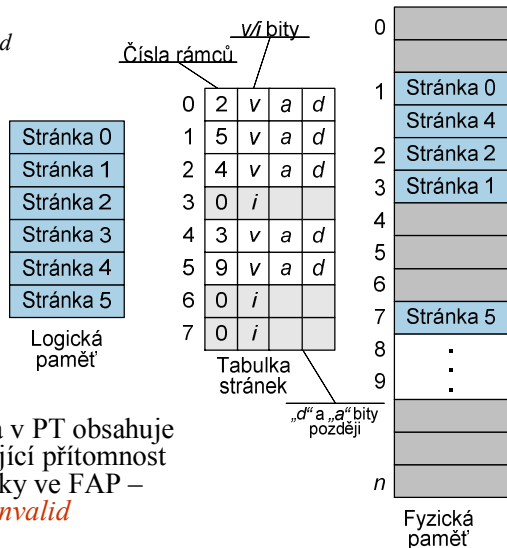 d
v/i bity
Čísla rámců
0 2 v a d
1 5 v a d
2 4 v a d
3 0 i
4 3 v a d
5 9 v a d
6 0 i
7 0 i
Tabulka
stránek
„d“ a „a“ bity
později
Stránka 0
Stránka 1
Stránka 2
Stránka 3
Stránka 4
Stránka 5
Logická
paměť
0
1
2
3
4
5
6
7
8
9
n
Stránka 0
Stránka 4
Stránka 2
Stránka 1
Stránka 5
.
.
.
Fyzická
paměť
a v PT obsahuje
jící přítomnost
ky ve FAP –
nvalid